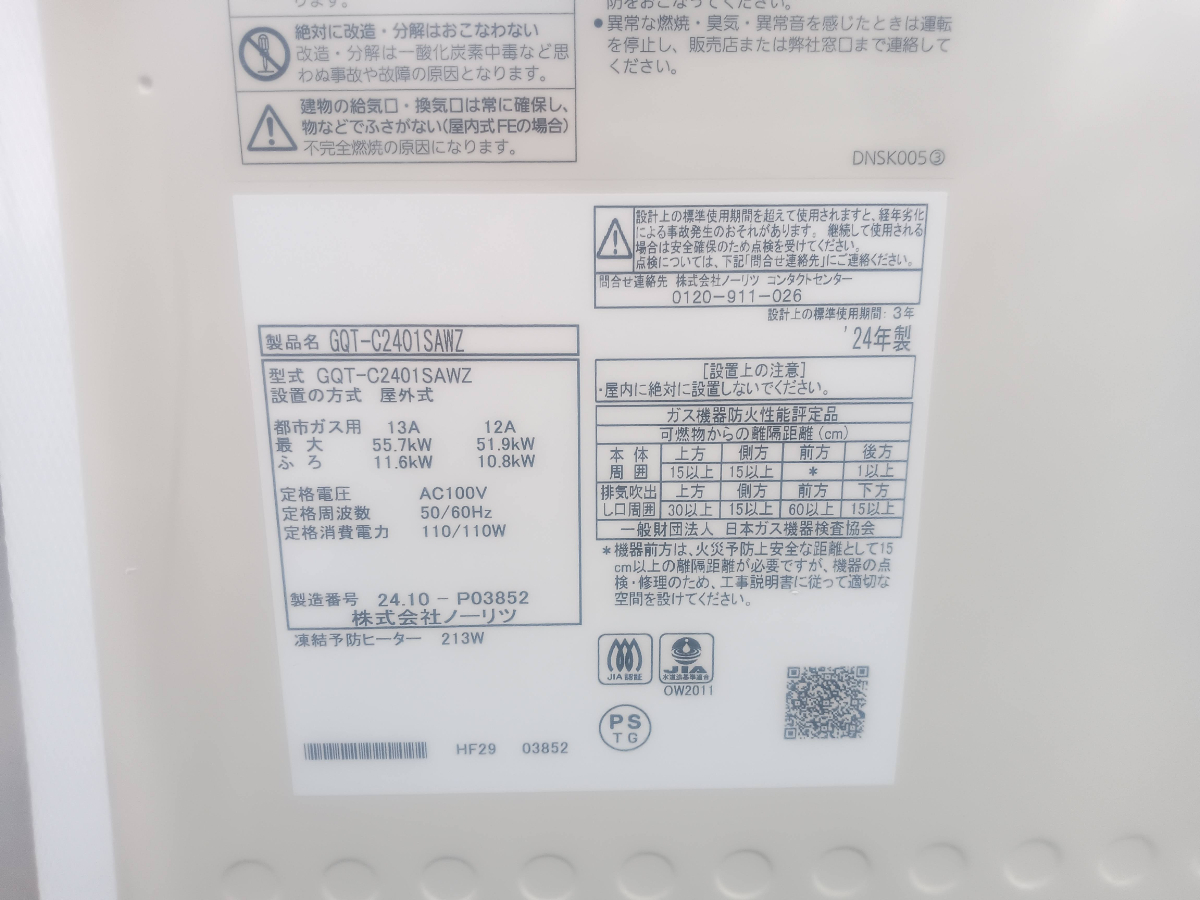 ります。
絶対に改造・分解はおこなわない
改造・分解は一酸化炭素中毒など思
わぬ事故や故障の原因となります。
建物の給気口・換気口は常に確保し、
物などでふさがない(屋内式FEの場合)
不完全燃焼の原因になります。
防をおこなってください。
●異常な燃焼・臭気・異常音を感じたときは運転
を停止し、販売店または弊社窓口まで連絡して
ください。
DNSK005③
設計上の標準使用期間を超えて使用されますと、経年劣化
による事故発生のおそれがあります。継続して使用される
場合は安全確保のため点検を受けてください。
点検については、下記「問合せ連絡先」にご連絡ください。
問合せ連絡先 株式会社ノーリツ コンタクトセンター
0120-911-026
設計上の標準使用期間:3年
'24年製
製品名 GQT-C2401SAWZ
型式 GQT-C2401SAWZ
設置の方式 屋外式
都市ガス用 13A 12A
最大 55.7kW 51.9kW
ふろ 11.6kW 10.8kW
定格電圧 AC100V
定格周波数 50/60Hz
定格消費電力 110/110W
製造番号 24.10-P03852
株式会社ノーリツ
凍結予防ヒーター 213W
HF29 03852
[設置上の注意]
・屋内に絶対に設置しないでください。
ガス機器防火性能評定品
可燃物からの離隔距離(cm)
本体 上方 側方 前方 後方
周囲 15以上 15以上 * 1以上
排気吹出 上方 側方 前方 下方
し口周囲 30以上 15以上 60以上 15以上
一般財団法人 日本ガス機器検査協会
*機器前方は、火災予防上安全な距離として15
cm以上の離隔距離が必要ですが、機器の点
検・修理のため、工事説明書に従って適切な
空間を設けてください。
JIA認証
JIA
水道法基準適合
OW2011
PS
TG